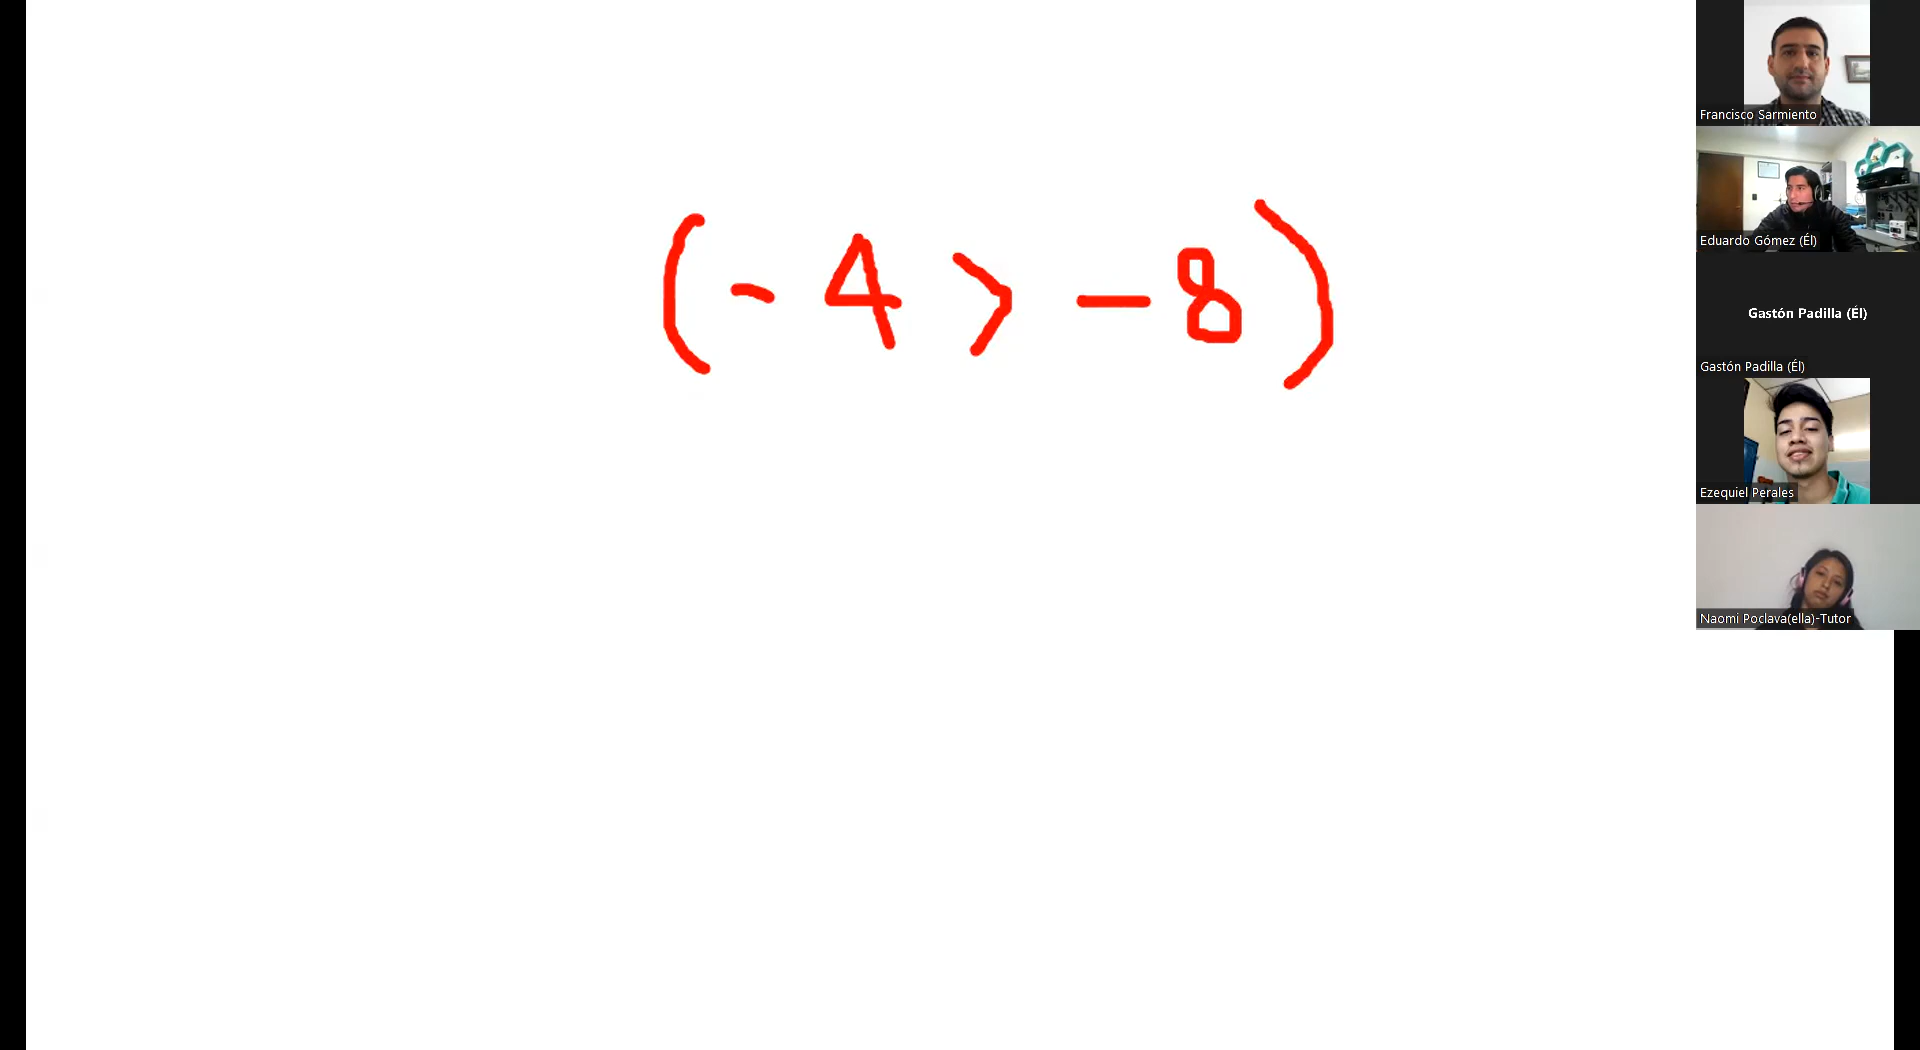 (- 4 > - 8)
Francisco Sarmiento
Eduardo Gómez (Él)
Gastón Padilla (Él)
Gastón Padilla (Él)
Ezequiel Perales
Naomi Poclava(ella)-Tutor